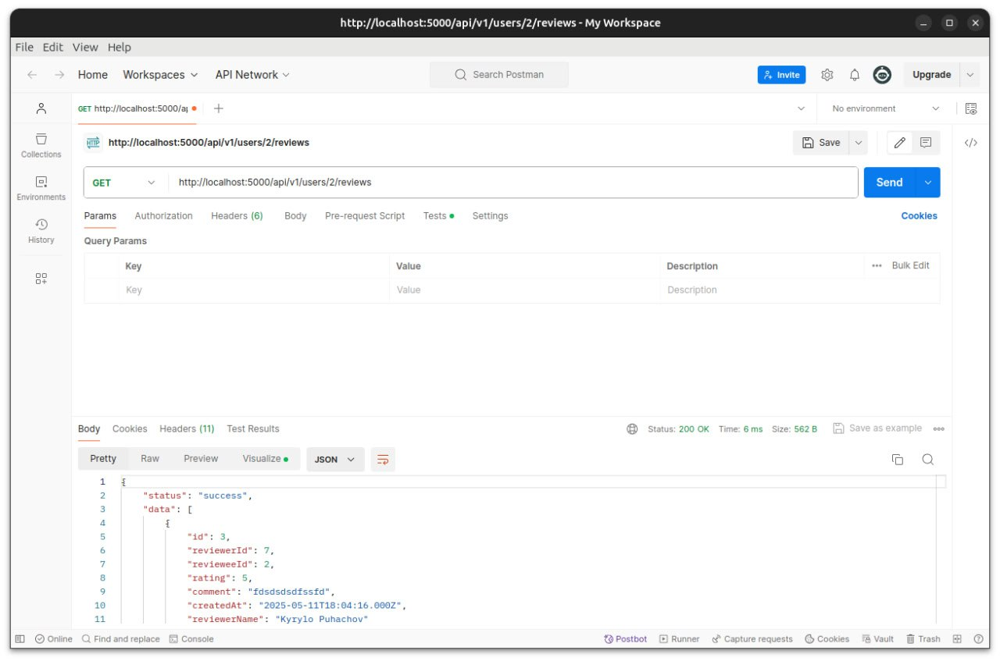 http://localhost:5000/api/v1/users/2/reviews - My Workspace
File Edit View Help
Home Workspaces API Network Search Postman Invite Upgrade
GET http://localhost:5000/ap No environment
HTTP http://localhost:5000/api/v1/users/2/reviews Save </>
Collections
GET http://localhost:5000/api/v1/users/2/reviews Send
Environments
Params Authorization Headers (6) Body Pre-request Script Tests Settings Cookies
History
Query Params
Key Value Description Bulk Edit
Key Value Description
Body Cookies Headers (11) Test Results Status: 200 OK Time: 6 ms Size: 562 B Save as example
Pretty Raw Preview Visualize JSON
1 {
2 "status": "success",
3 "data": [
4 {
5 "id": 3,
6 "reviewerId": 7,
7 "revieweeId": 2,
8 "rating": 5,
9 "comment": "fdsdsdsdfssfd",
10 "createdAt": "2025-05-11T18:04:16.000Z",
11 "reviewerName": "Kyrylo Puhachov"
Online Find and replace Console Postbot Runner Capture requests Cookies Vault Trash